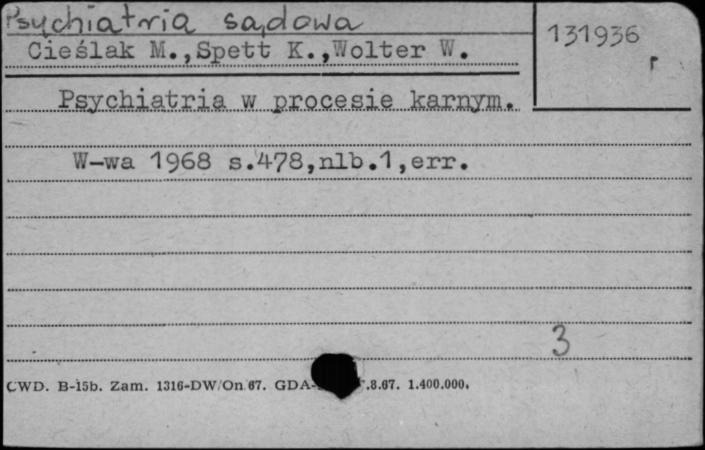 Psychiatria sądowa
131936
Cieślak M.,Spett K.,Wolter W.
r
Psychiatria w procesie karnym.
W-wa 1968 s.478,nlb.1,err.
3
CWD. B-15b. Zam. 1316-DW/On 67. GDA- .8.67. 1.400.000.